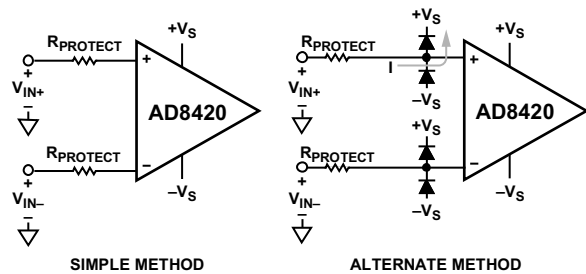 +VS
RPROTECT
+
VIN+
–
+
AD8420
RPROTECT
+
VIN–
–
–
–VS
SIMPLE METHOD
+VS
+VS
RPROTECT
I
+
VIN+
–
+
–VS
AD8420
+VS
RPROTECT
+
VIN–
–
–
–VS
–VS
ALTERNATE METHOD